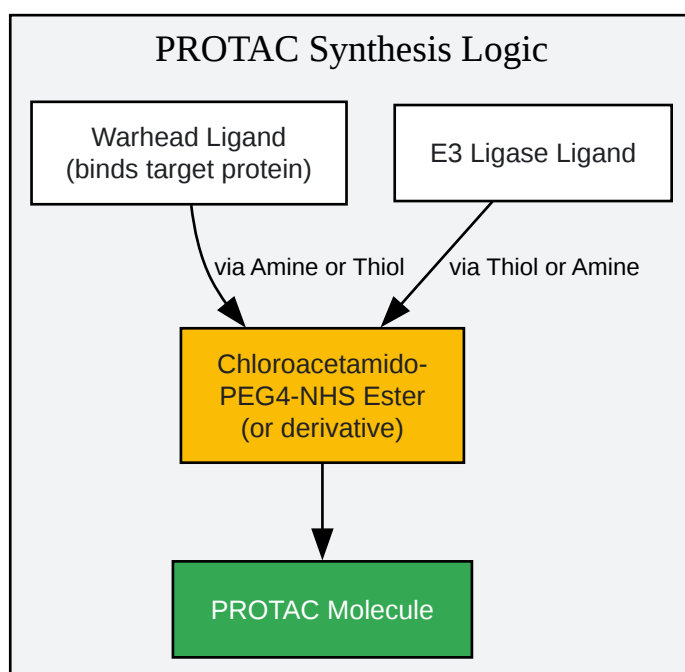 PROTAC Synthesis Logic
Warhead Ligand
(binds target protein)
E3 Ligase Ligand
via Amine or Thiol
via Thiol or Amine
Chloroacetamido-
PEG4-NHS Ester
(or derivative)
PROTAC Molecule